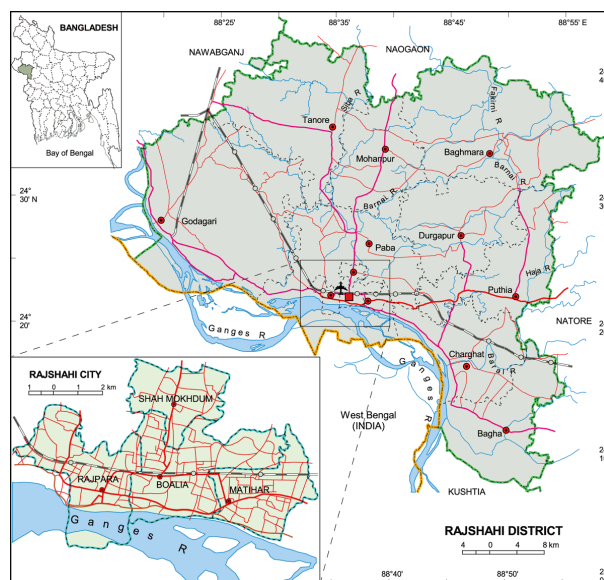 BANGLADESH
Bay of Bengal
88°25'
88°35'
88°45'
88°55' E
NAWABGANJ
NAOGAON
Siba R
Fakirni R
Tanore
Mohanpur
Baghmara
Barnai R
Barnai R
24°
30' N
Godagari
Paba
Durgapur
Haja R
Puthia
24°
20'
Ganges R
NATORE
Charghat
Baral R
Ganges R
West Bengal
(INDIA)
Bagha
KUSHTIA
RAJSHAHI CITY
1 0 1 2 km
SHAH MOKHDUM
RAJPARA
BOALIA
MATIHAR
Ganges R
RAJSHAHI DISTRICT
4 0 4 8 km
88°40'
88°50'